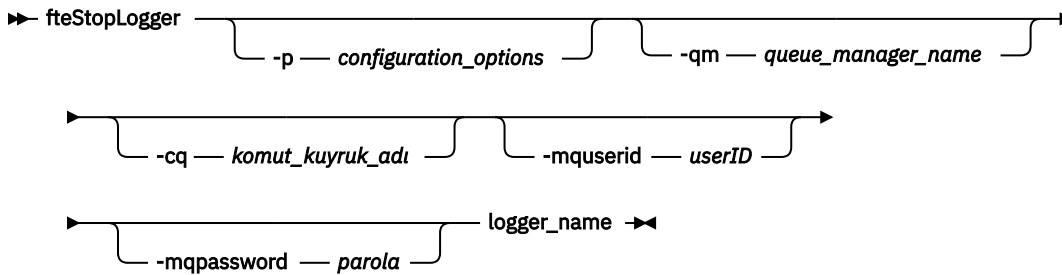 fteStopLogger
-p configuration_options
-qm queue_manager_name
-cq komut_kuyruk_adı
-mquserid userID
-mqpassword parola
logger_name